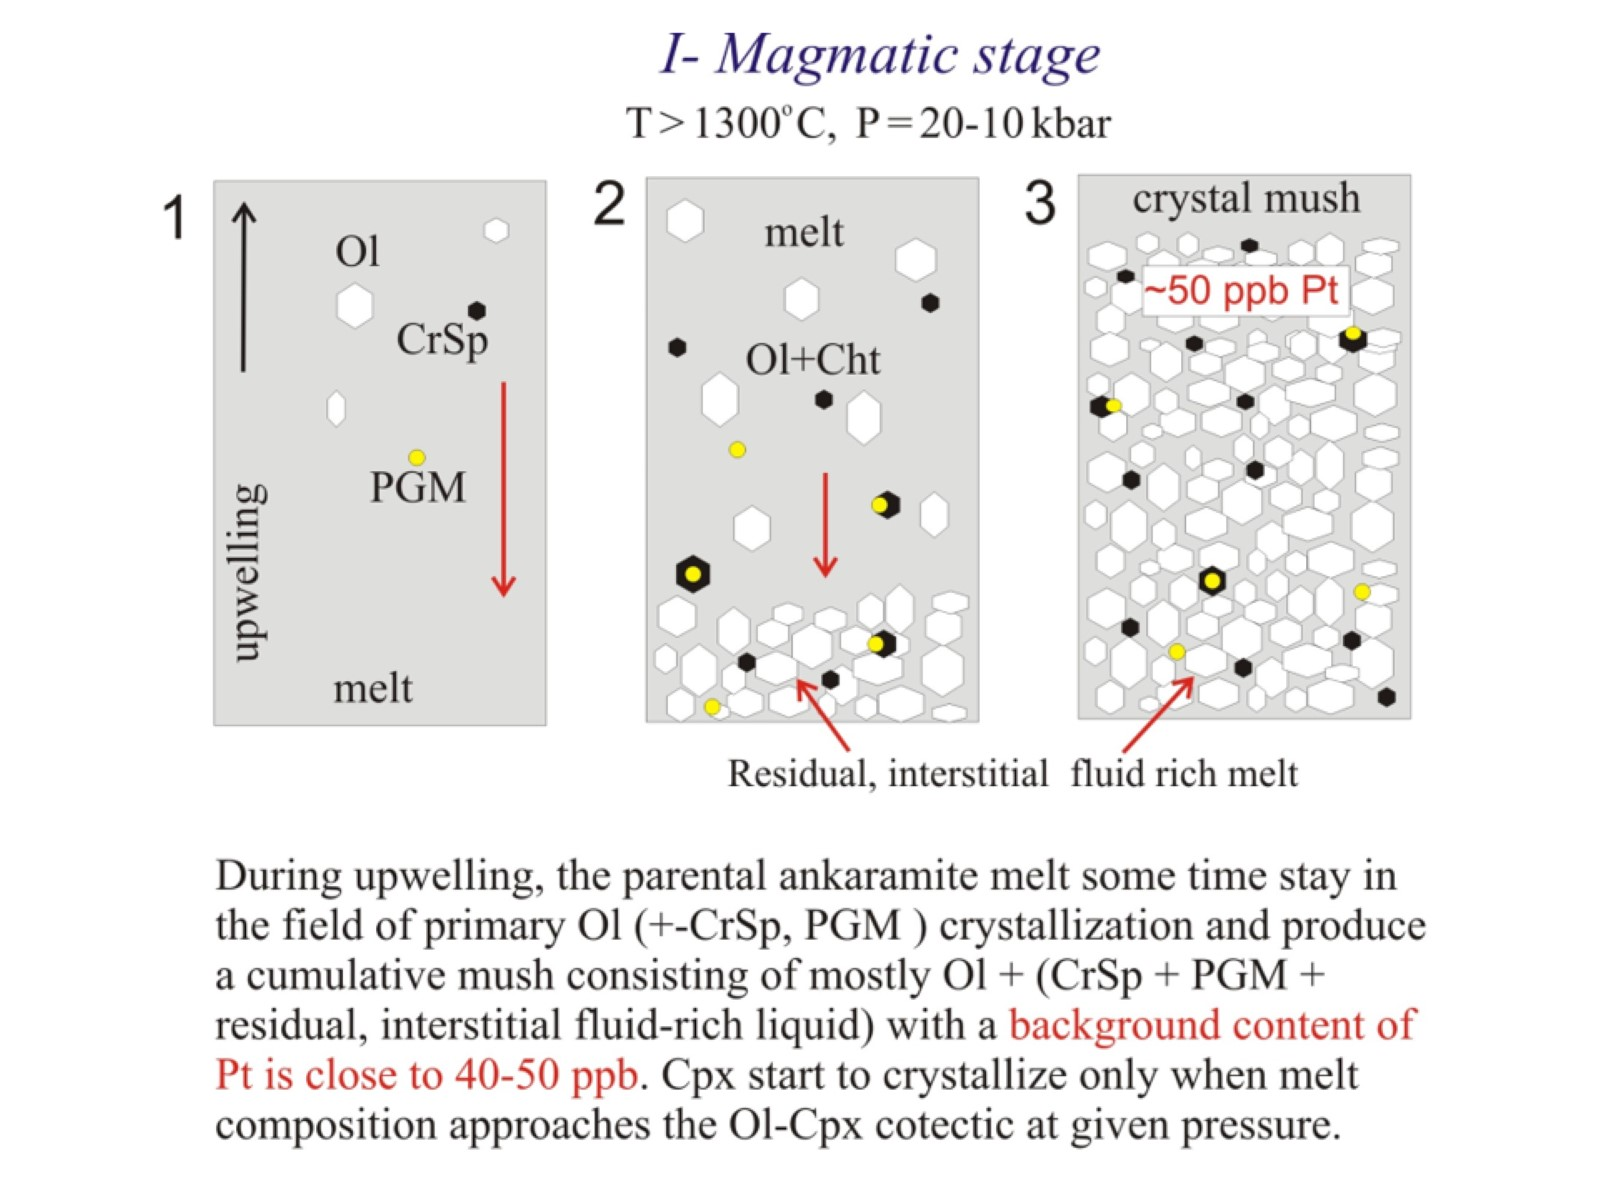 I- Magmatic stage
T > 1300°C, P = 20-10 kbar
1
Ol
CrSp
PGM
upwelling
melt
2
melt
Ol+Cht
3
crystal mush
~50 ppb Pt
Residual, interstitial fluid rich melt
During upwelling, the parental ankaramite melt some time stay in
the field of primary Ol (+-CrSp, PGM ) crystallization and produce
a cumulative mush consisting of mostly Ol + (CrSp + PGM +
residual, interstitial fluid-rich liquid) with a background content of
Pt is close to 40-50 ppb. Cpx start to crystallize only when melt
composition approaches the Ol-Cpx cotectic at given pressure.